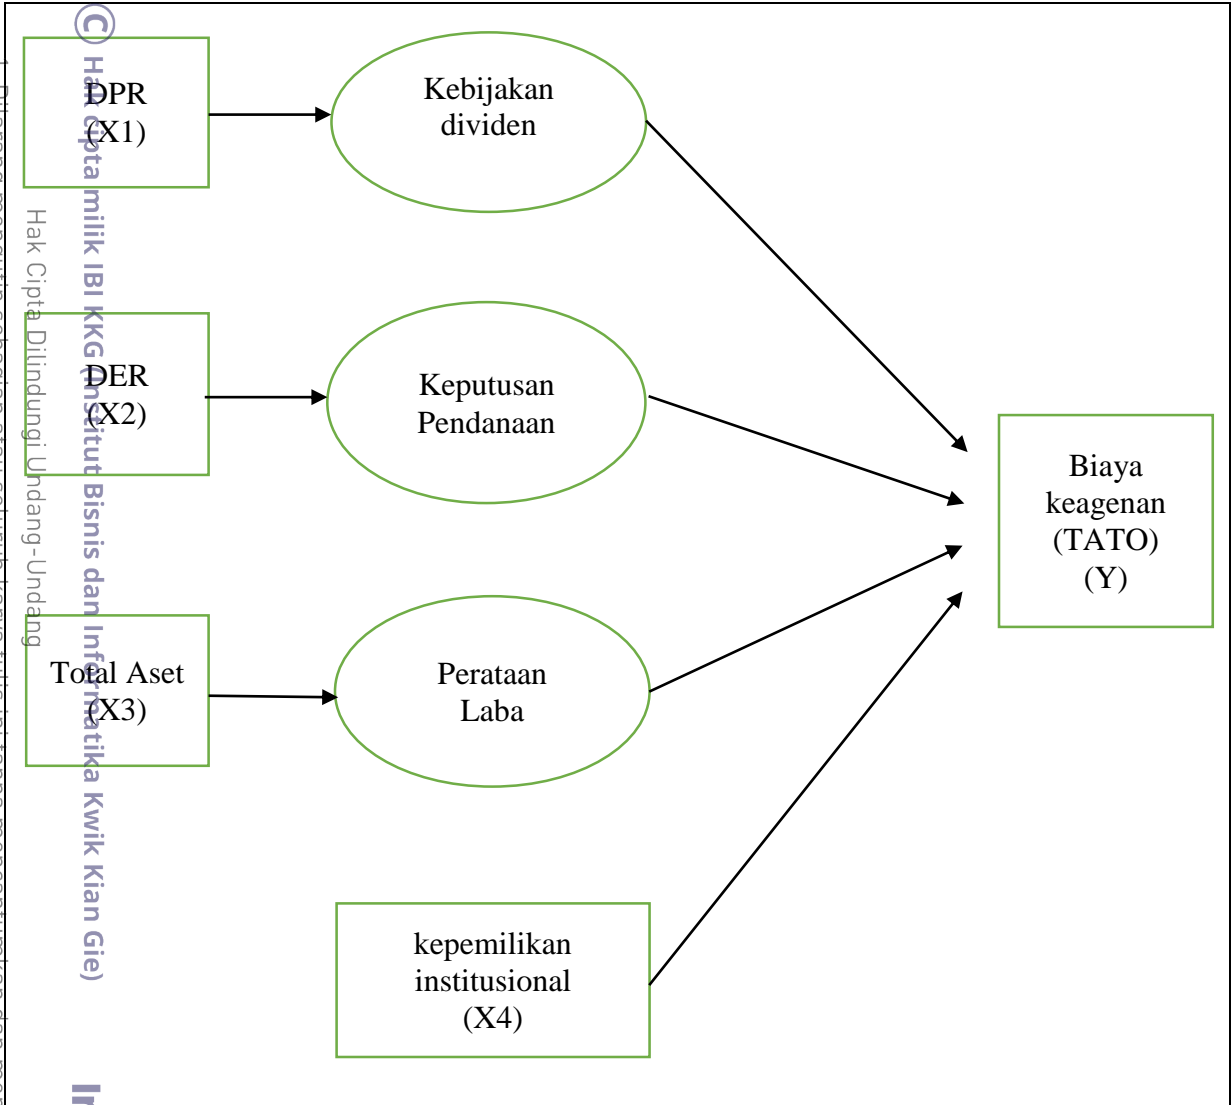 DPR
(X1)
Kebijakan
dividen
DER
(X2)
Keputusan
Pendanaan
Biaya
keagenan
(TATO)
(Y)
Total Aset
(X3)
Perataan
Laba
kepemilikan
institusional
(X4)
© Hak cipta milik IBI KKG (Institut Bisnis dan Informatika Kwik Kian Gie)
Hak Cipta Dilindungi Undang-Undang